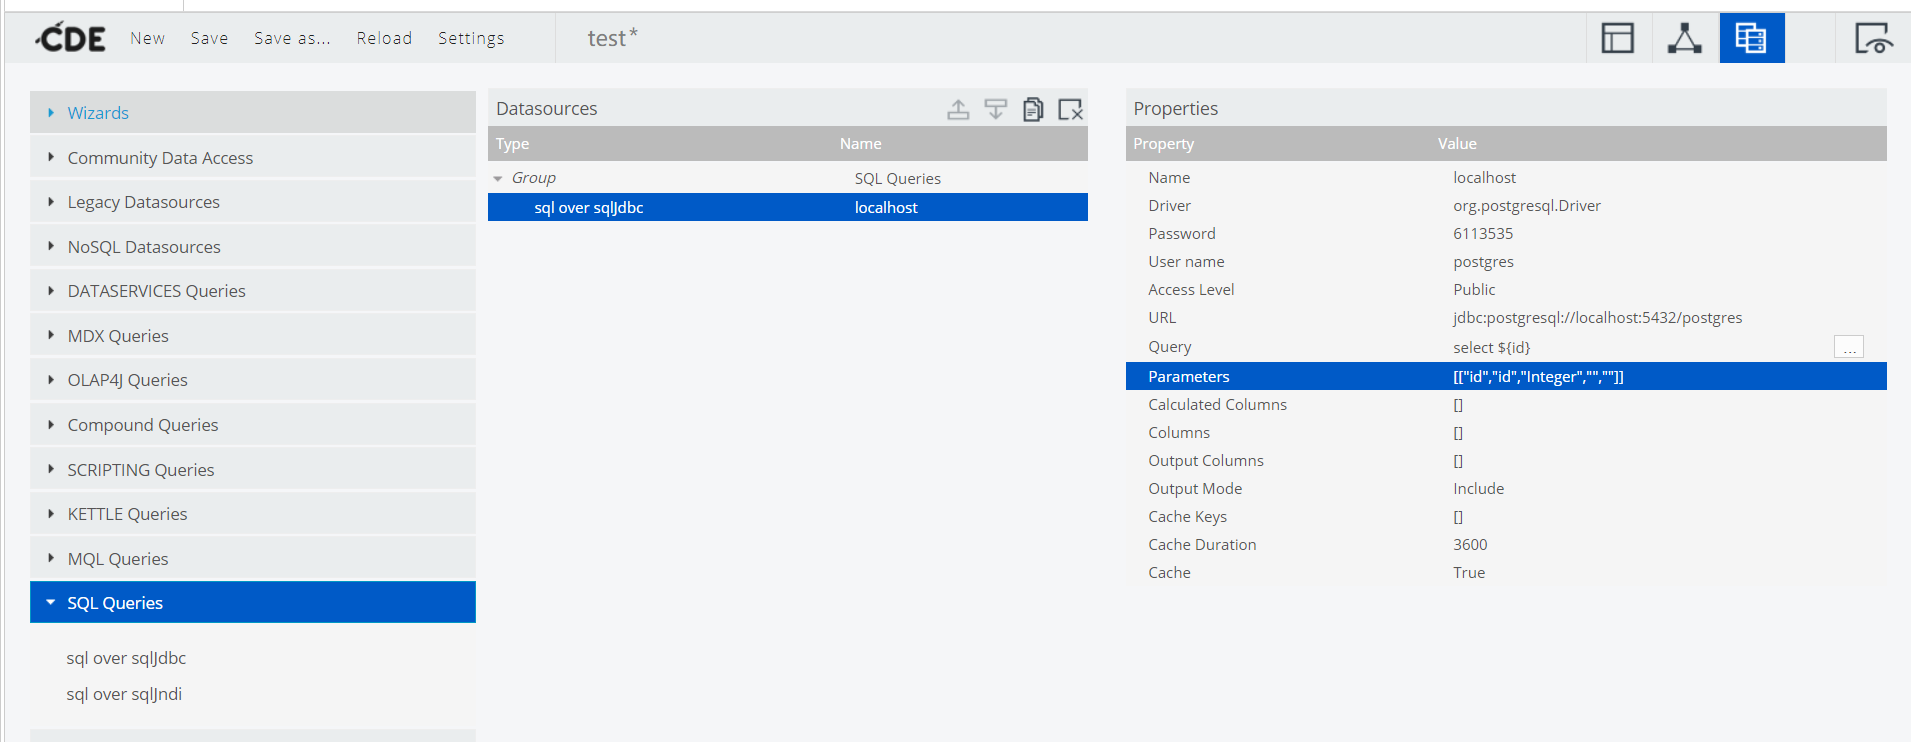 CDE New Save Save as... Reload Settings test*
Wizards
Community Data Access
Legacy Datasources
NoSQL Datasources
DATASERVICES Queries
MDX Queries
OLAP4J Queries
Compound Queries
SCRIPTING Queries
KETTLE Queries
MQL Queries
SQL Queries
sql over sqlJdbc
sql over sqlJndi
Datasources
Type Name
Group SQL Queries
sql over sqlJdbc localhost
Properties
Property Value
Name localhost
Driver org.postgresql.Driver
Password 6113535
User name postgres
Access Level Public
URL jdbc:postgresql://localhost:5432/postgres
Query select ${id} ...
Parameters [["id","id","Integer","",""]]
Calculated Columns []
Columns []
Output Columns []
Output Mode Include
Cache Keys []
Cache Duration 3600
Cache True